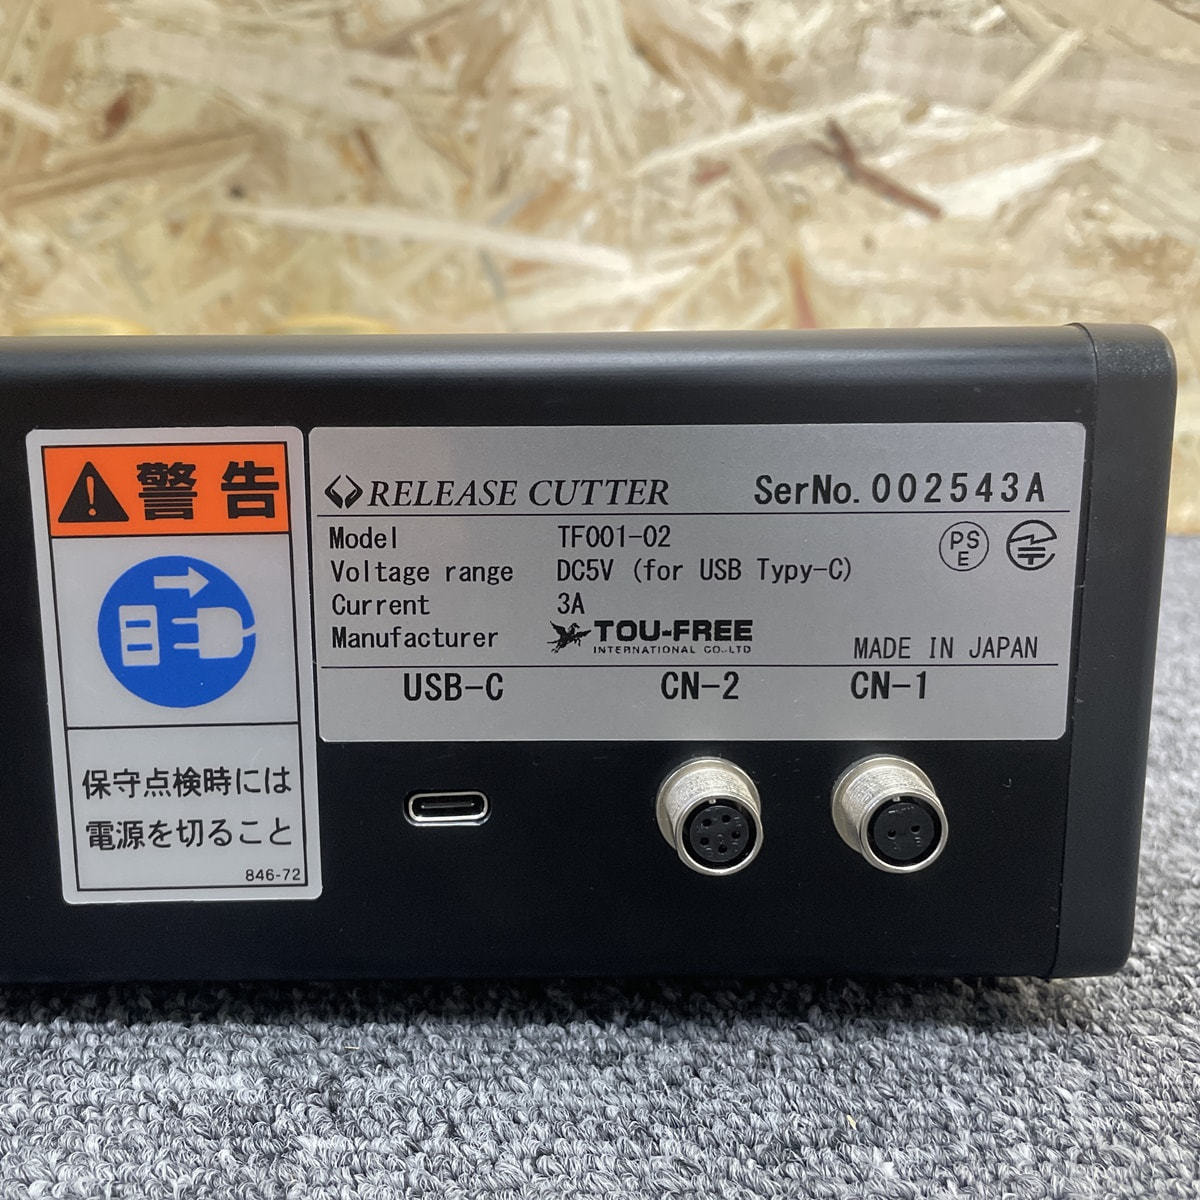 警告
保守点検時には
電源を切ること
846-72
RELEASE CUTTER SerNo. 002543A
Model TF001-02
PS
E
Voltage range DC5V (for USB Typy-C)
Current 3A
Manufacturer TOU-FREE
INTERNATIONAL CO.,LTD
MADE IN JAPAN
USB-C CN-2 CN-1